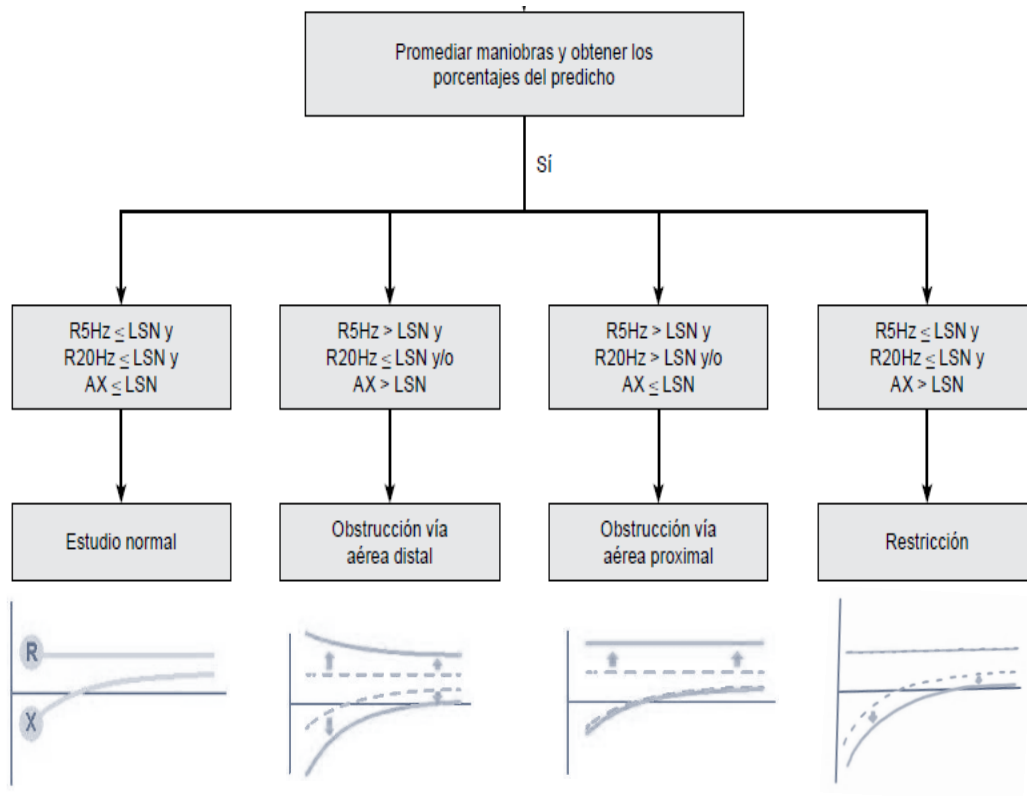 Promediar maniobras y obtener los
porcentajes del predicho
Sí
R5Hz ≤ LSN y
R20Hz ≤ LSN y
AX ≤ LSN
R5Hz > LSN y
R20Hz ≤ LSN y/o
AX > LSN
R5Hz > LSN y
R20Hz > LSN y/o
AX ≤ LSN
R5Hz ≤ LSN y
R20Hz ≤ LSN y
AX > LSN
Estudio normal
Obstrucción vía
aérea distal
Obstrucción vía
aérea proximal
Restricción
R
X